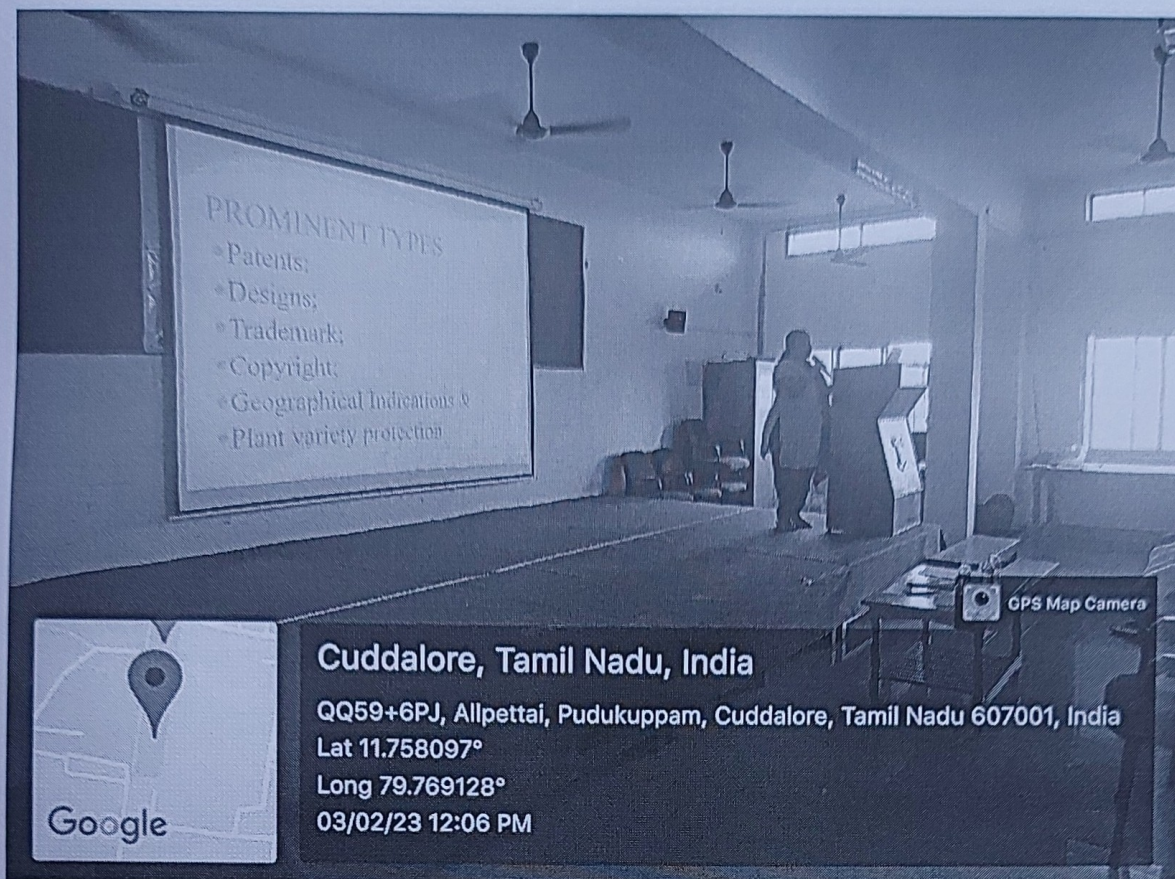 PROMINENT TYPES
Patents;
Designs;
Trademark;
Copyright;
Geographical Indications &
Plant variety protection
GPS Map Camera
Cuddalore, Tamil Nadu, India
QQ59+6PJ, Allpettai, Pudukuppam, Cuddalore, Tamil Nadu 607001, India
Lat 11.758097°
Long 79.769128°
03/02/23 12:06 PM
Google